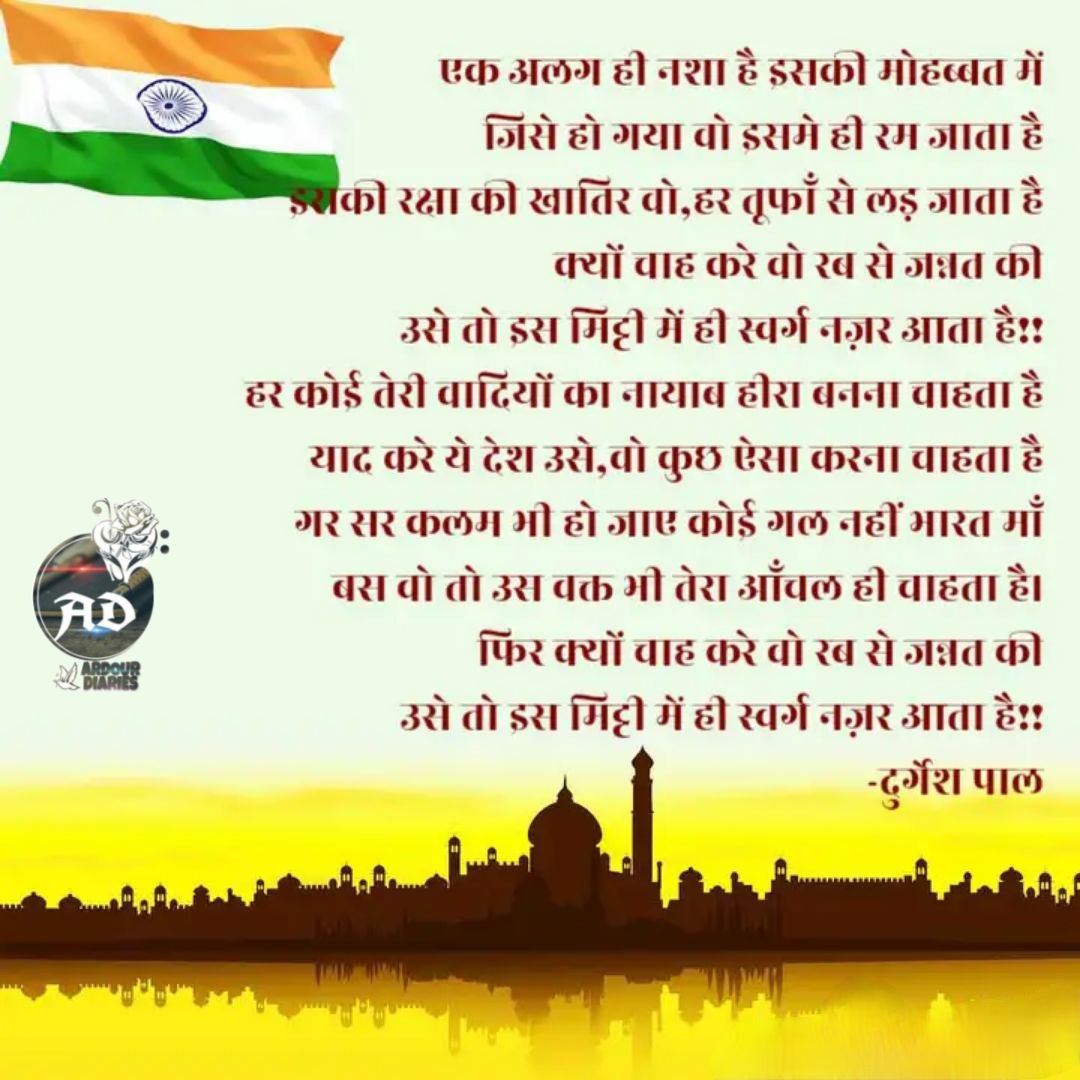 एक अलग ही नशा है इसकी मोहब्बत में
जिसे हो गया वो इसमे ही रम जाता है
इसकी रक्षा की खातिर वो,हर तूफाँ से लड़ जाता है
क्यों चाह करे वो रब से जन्नत की
उसे तो इस मिट्टी में ही स्वर्ग नज़र आता है!!
हर कोई तेरी वादियों का नायाब हीरा बनना चाहता है
याद करे ये देश उसे,वो कुछ ऐसा करना चाहता है
गर सर कलम भी हो जाए कोई गल नहीं भारत माँ
बस वो तो उस वक्त भी तेरा आँचल ही चाहता है।
फिर क्यों चाह करे वो रब से जन्नत की
उसे तो इस मिट्टी में ही स्वर्ग नज़र आता है!!
-दुर्गेश पाल
AD
ARDOUR
DIARIES